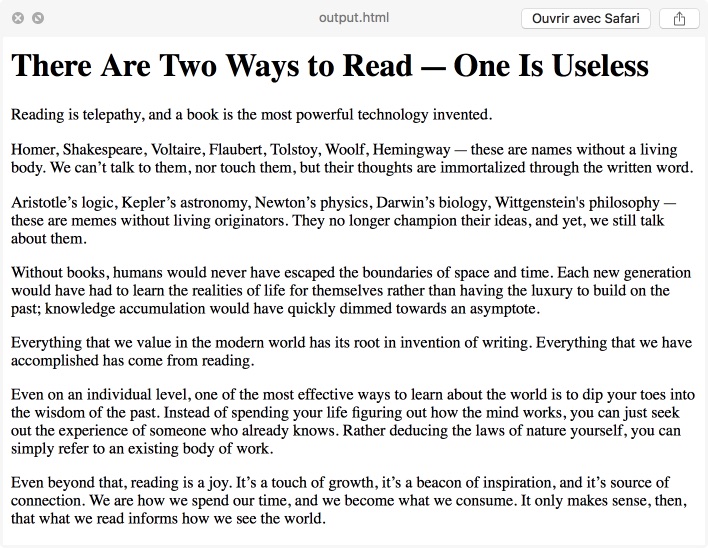 output.html
Ouvrir avec Safari
There Are Two Ways to Read — One Is Useless
Reading is telepathy, and a book is the most powerful technology invented.
Homer, Shakespeare, Voltaire, Flaubert, Tolstoy, Woolf, Hemingway — these are names without a living
body. We can’t talk to them, nor touch them, but their thoughts are immortalized through the written word.
Aristotle’s logic, Kepler’s astronomy, Newton’s physics, Darwin’s biology, Wittgenstein's philosophy —
these are memes without living originators. They no longer champion their ideas, and yet, we still talk
about them.
Without books, humans would never have escaped the boundaries of space and time. Each new generation
would have had to learn the realities of life for themselves rather than having the luxury to build on the
past; knowledge accumulation would have quickly dimmed towards an asymptote.
Everything that we value in the modern world has its root in invention of writing. Everything that we have
accomplished has come from reading.
Even on an individual level, one of the most effective ways to learn about the world is to dip your toes into
the wisdom of the past. Instead of spending your life figuring out how the mind works, you can just seek
out the experience of someone who already knows. Rather deducing the laws of nature yourself, you can
simply refer to an existing body of work.
Even beyond that, reading is a joy. It’s a touch of growth, it’s a beacon of inspiration, and it’s source of
connection. We are how we spend our time, and we become what we consume. It only makes sense, then,
that what we read informs how we see the world.